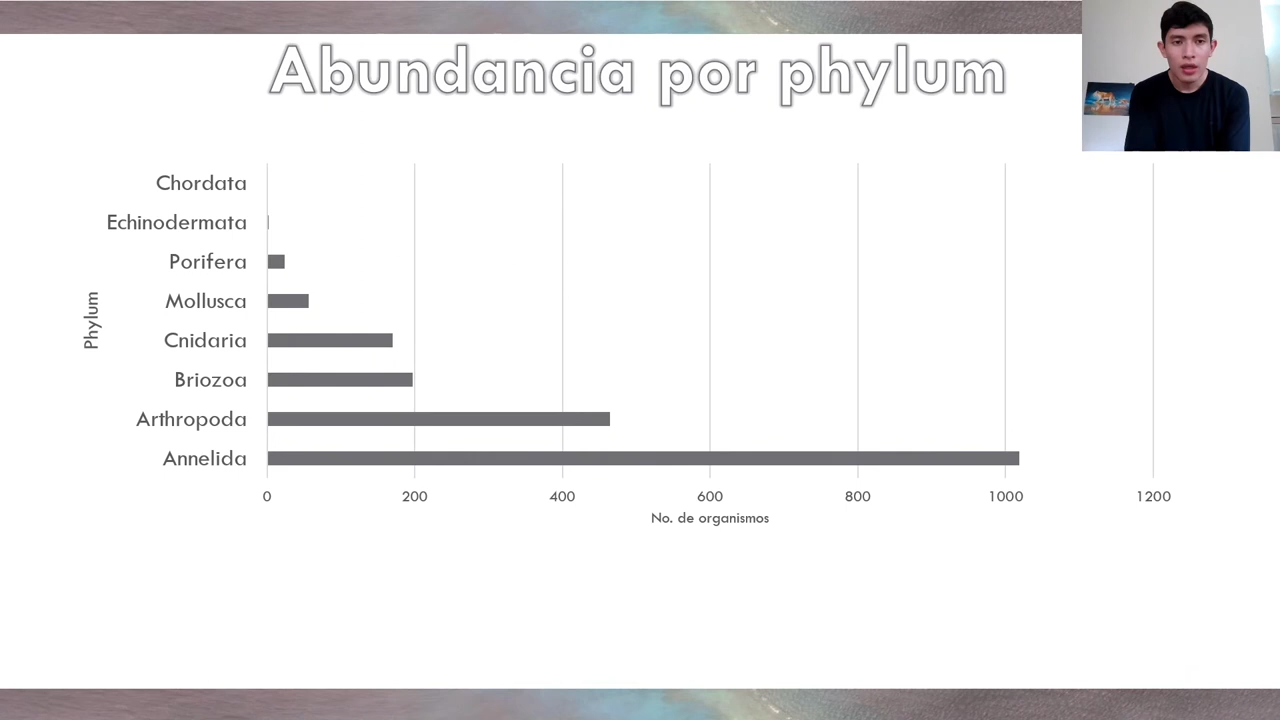 Abundancia por phylum
Chordata
Echinodermata
Porifera
Mollusca
Cnidaria
Briozoa
Arthropoda
Annelida
Phylum
0 200 400 600 800 1000 1200
No. de organismos